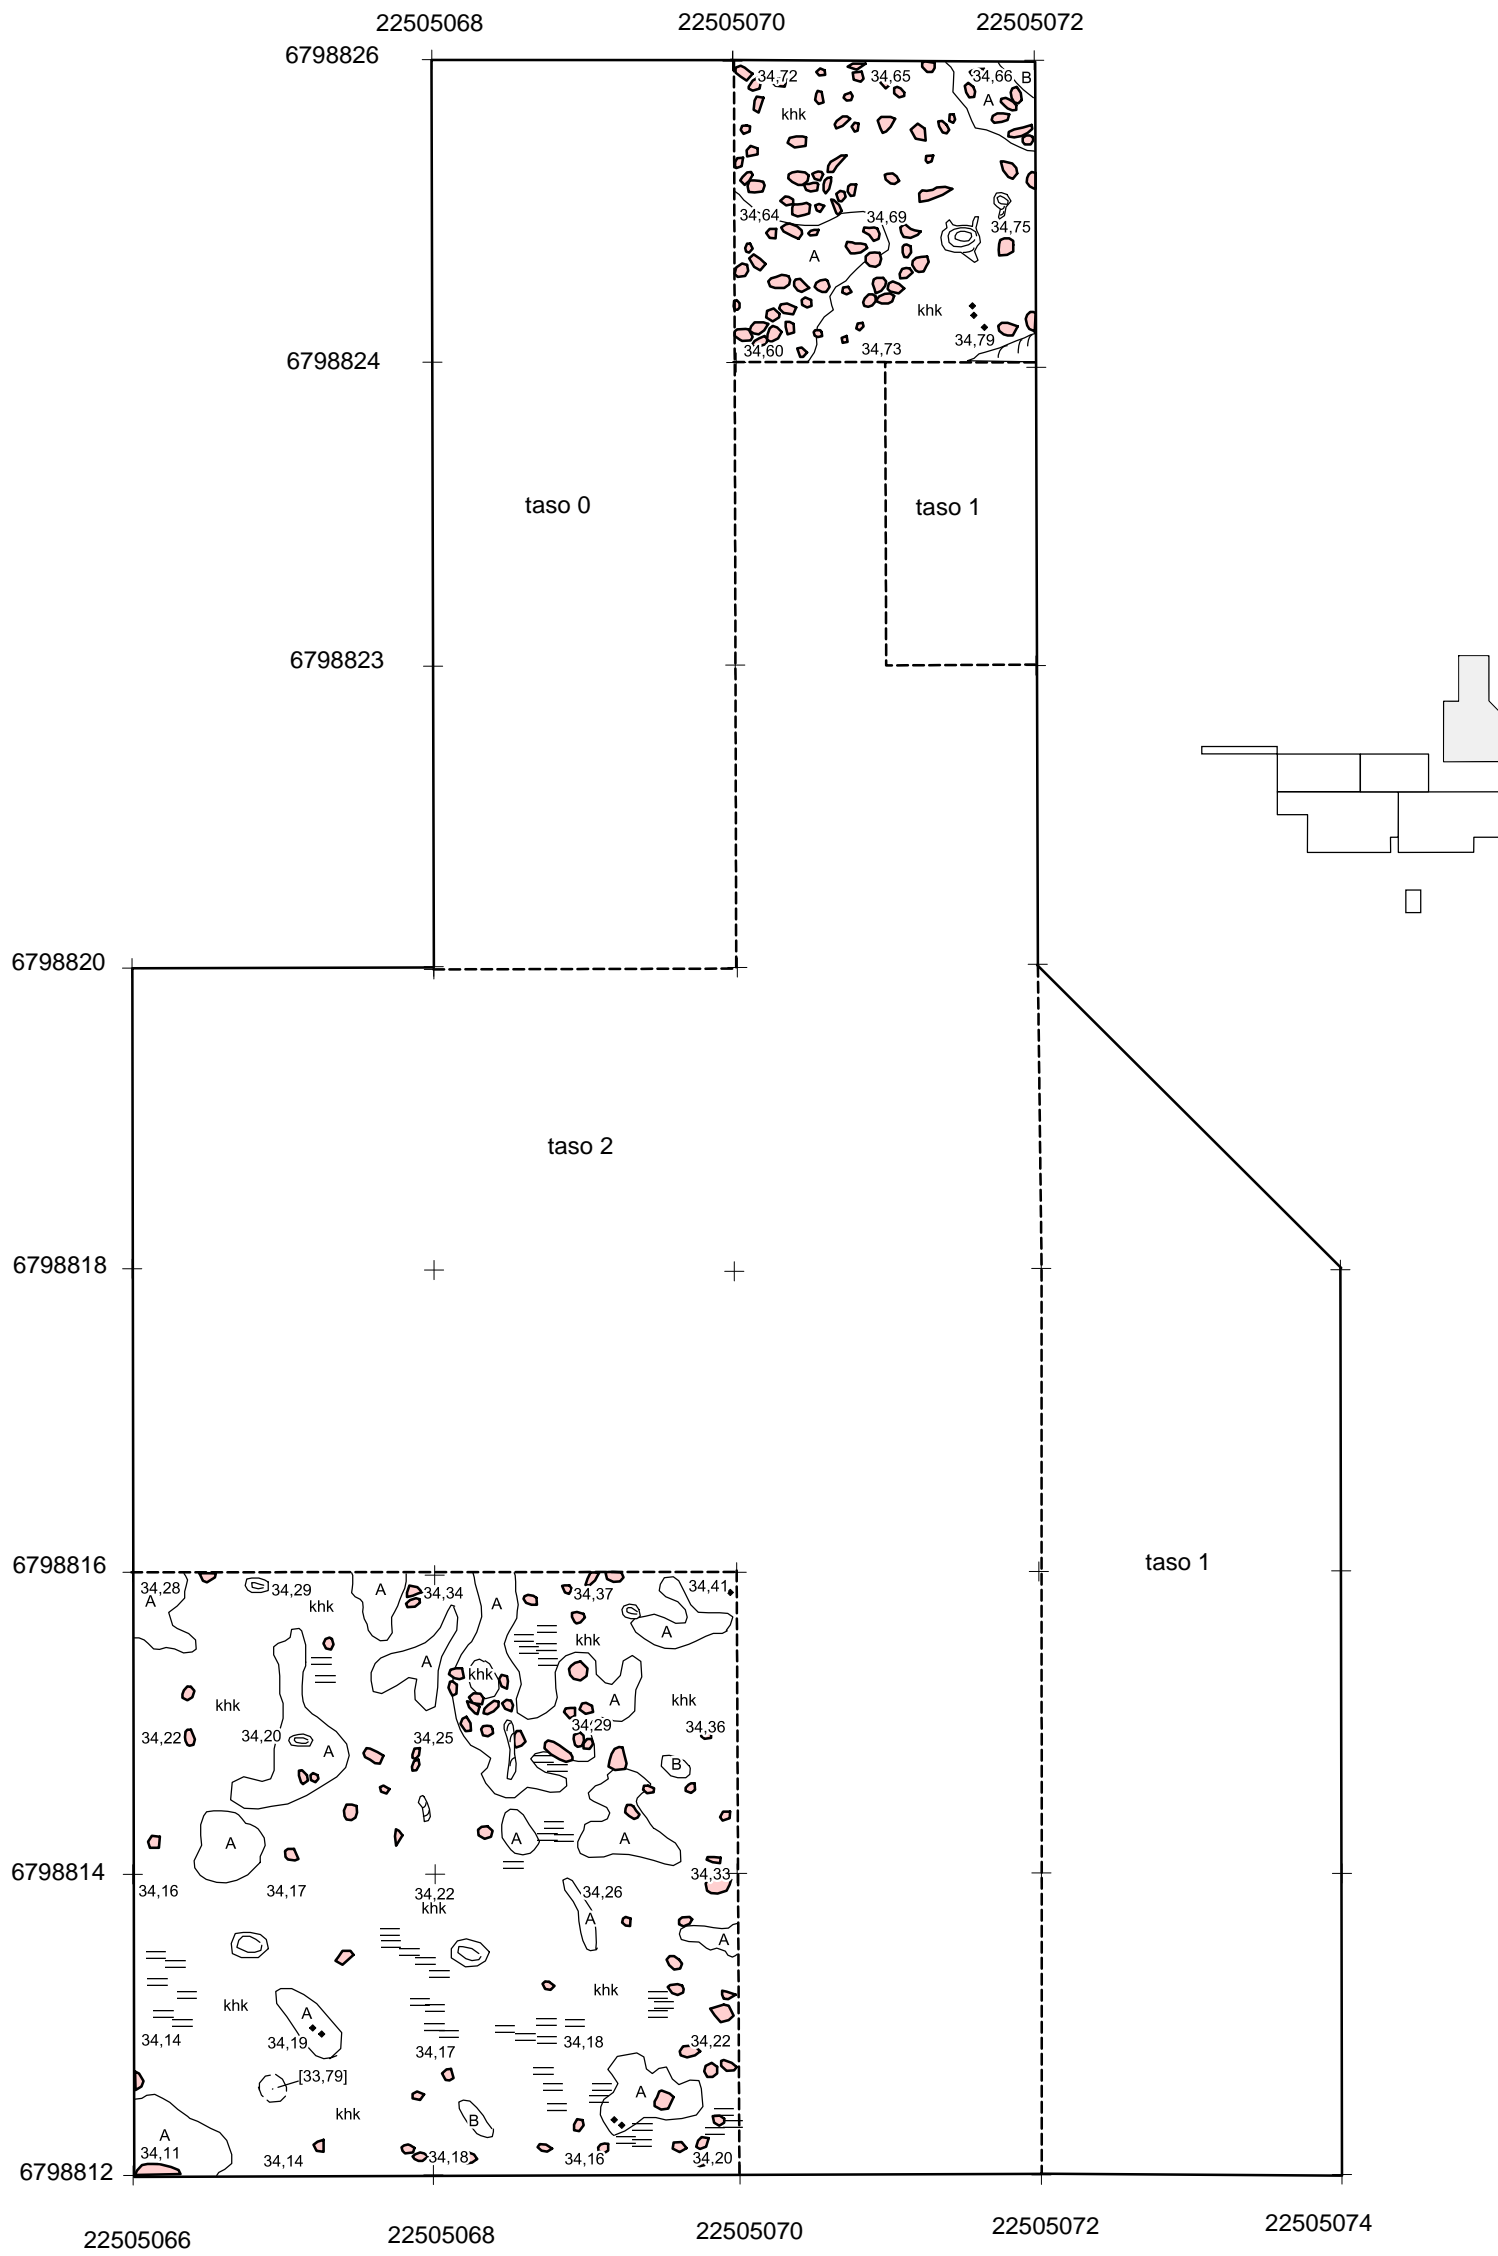 22505068 22505070 22505072
6798826
34,72 34,65 34,66 B
A
khk
34,64 34,69 34,75
A
khk
34,60 34,73 34,79
6798824
taso 0 taso 1
6798823
6798820
taso 2
6798818
6798816
taso 1
34,28 34,29 A 34,34 34,37 34,41
A khk A
khk A
A khk
khk A khk
34,22 34,20 34,25 34,29 34,36
A B
A A A
6798814
34,33
34,16 34,17 34,22 34,26
khk
A
A
khk
khk
A
34,14 34,19 34,17 34,18 34,22
[33,79]
A
khk B
A
34,11 34,14 34,18 34,16 34,20
6798812
22505066 22505068 22505070 22505072 22505074